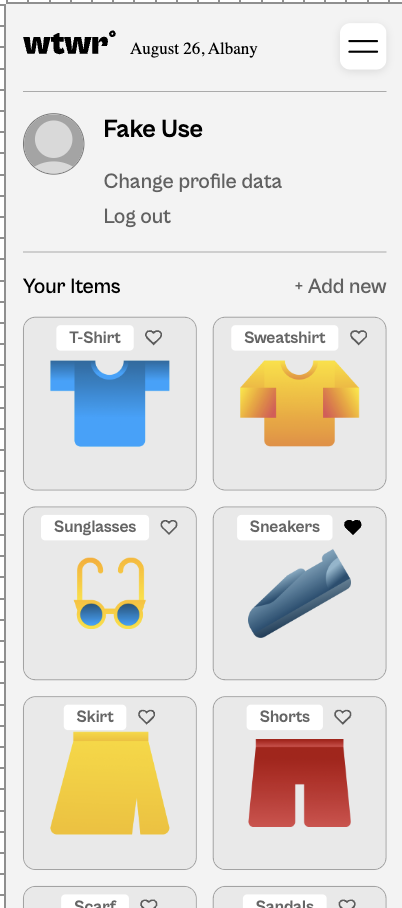 wtwr° August 26, Albany
Fake Use
Change profile data
Log out
Your Items + Add new
T-Shirt Sweatshirt
Sunglasses Sneakers
Skirt Shorts
Scarf Sandals